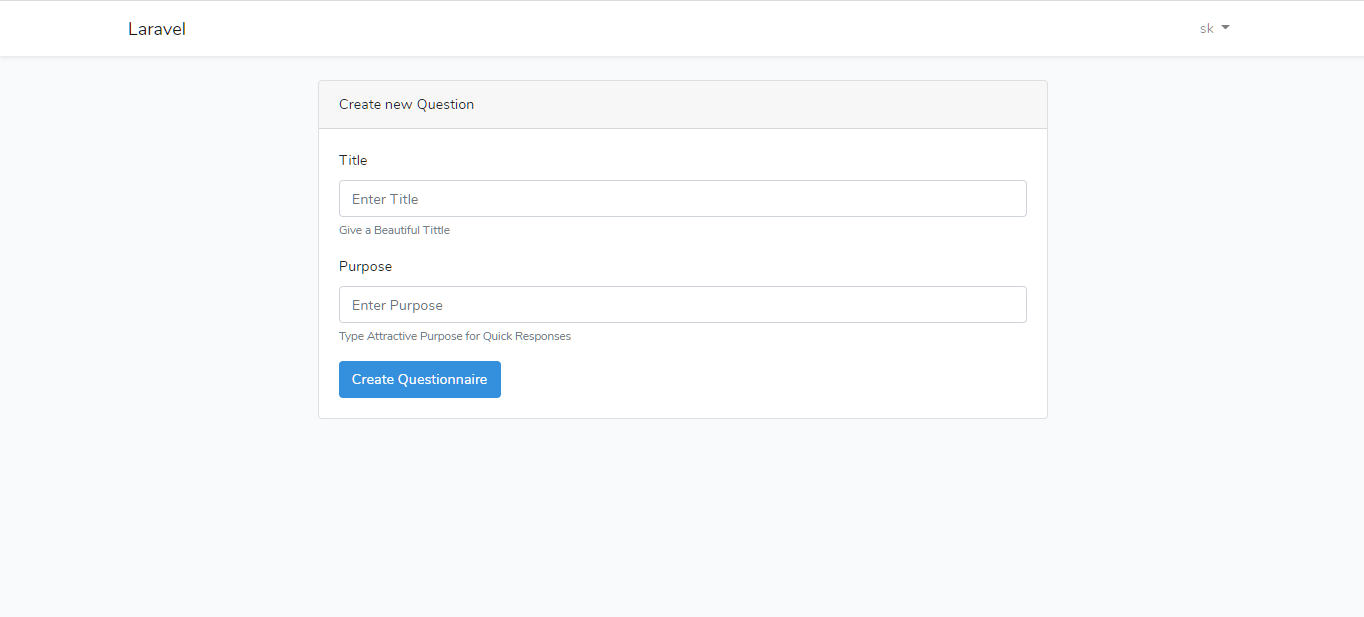 Laravel
sk
Create new Question
Title
Enter Title
Give a Beautiful Tittle
Purpose
Enter Purpose
Type Attractive Purpose for Quick Responses
Create Questionnaire